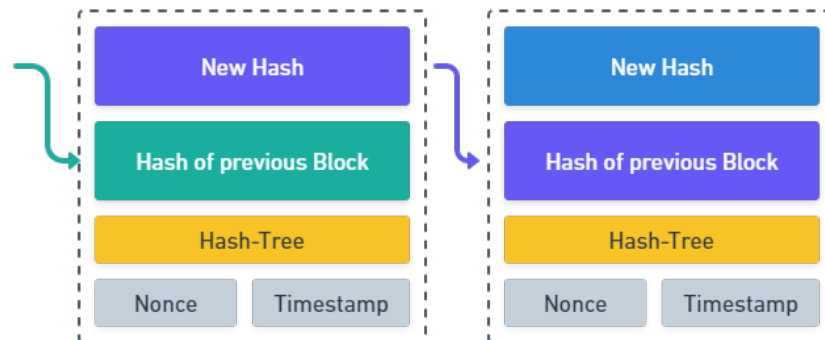 New Hash
Hash of previous Block
Hash-Tree
Nonce Timestamp
New Hash
Hash of previous Block
Hash-Tree
Nonce Timestamp